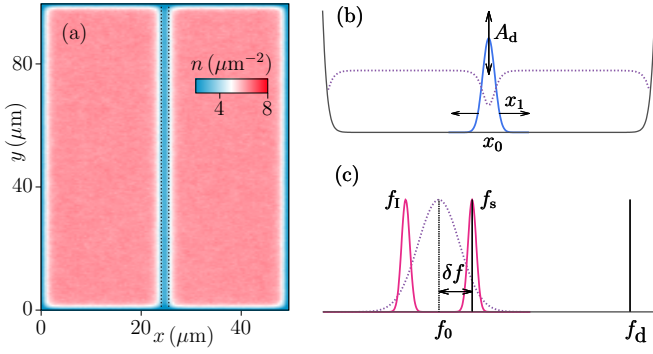 (a)
n (μm⁻²)
4 8
y (μm)
80
40
0
0 20 40
x (μm)
(b)
A_d
x_1
x_0
(c)
f_I
f_s
δf
f_0
f_d